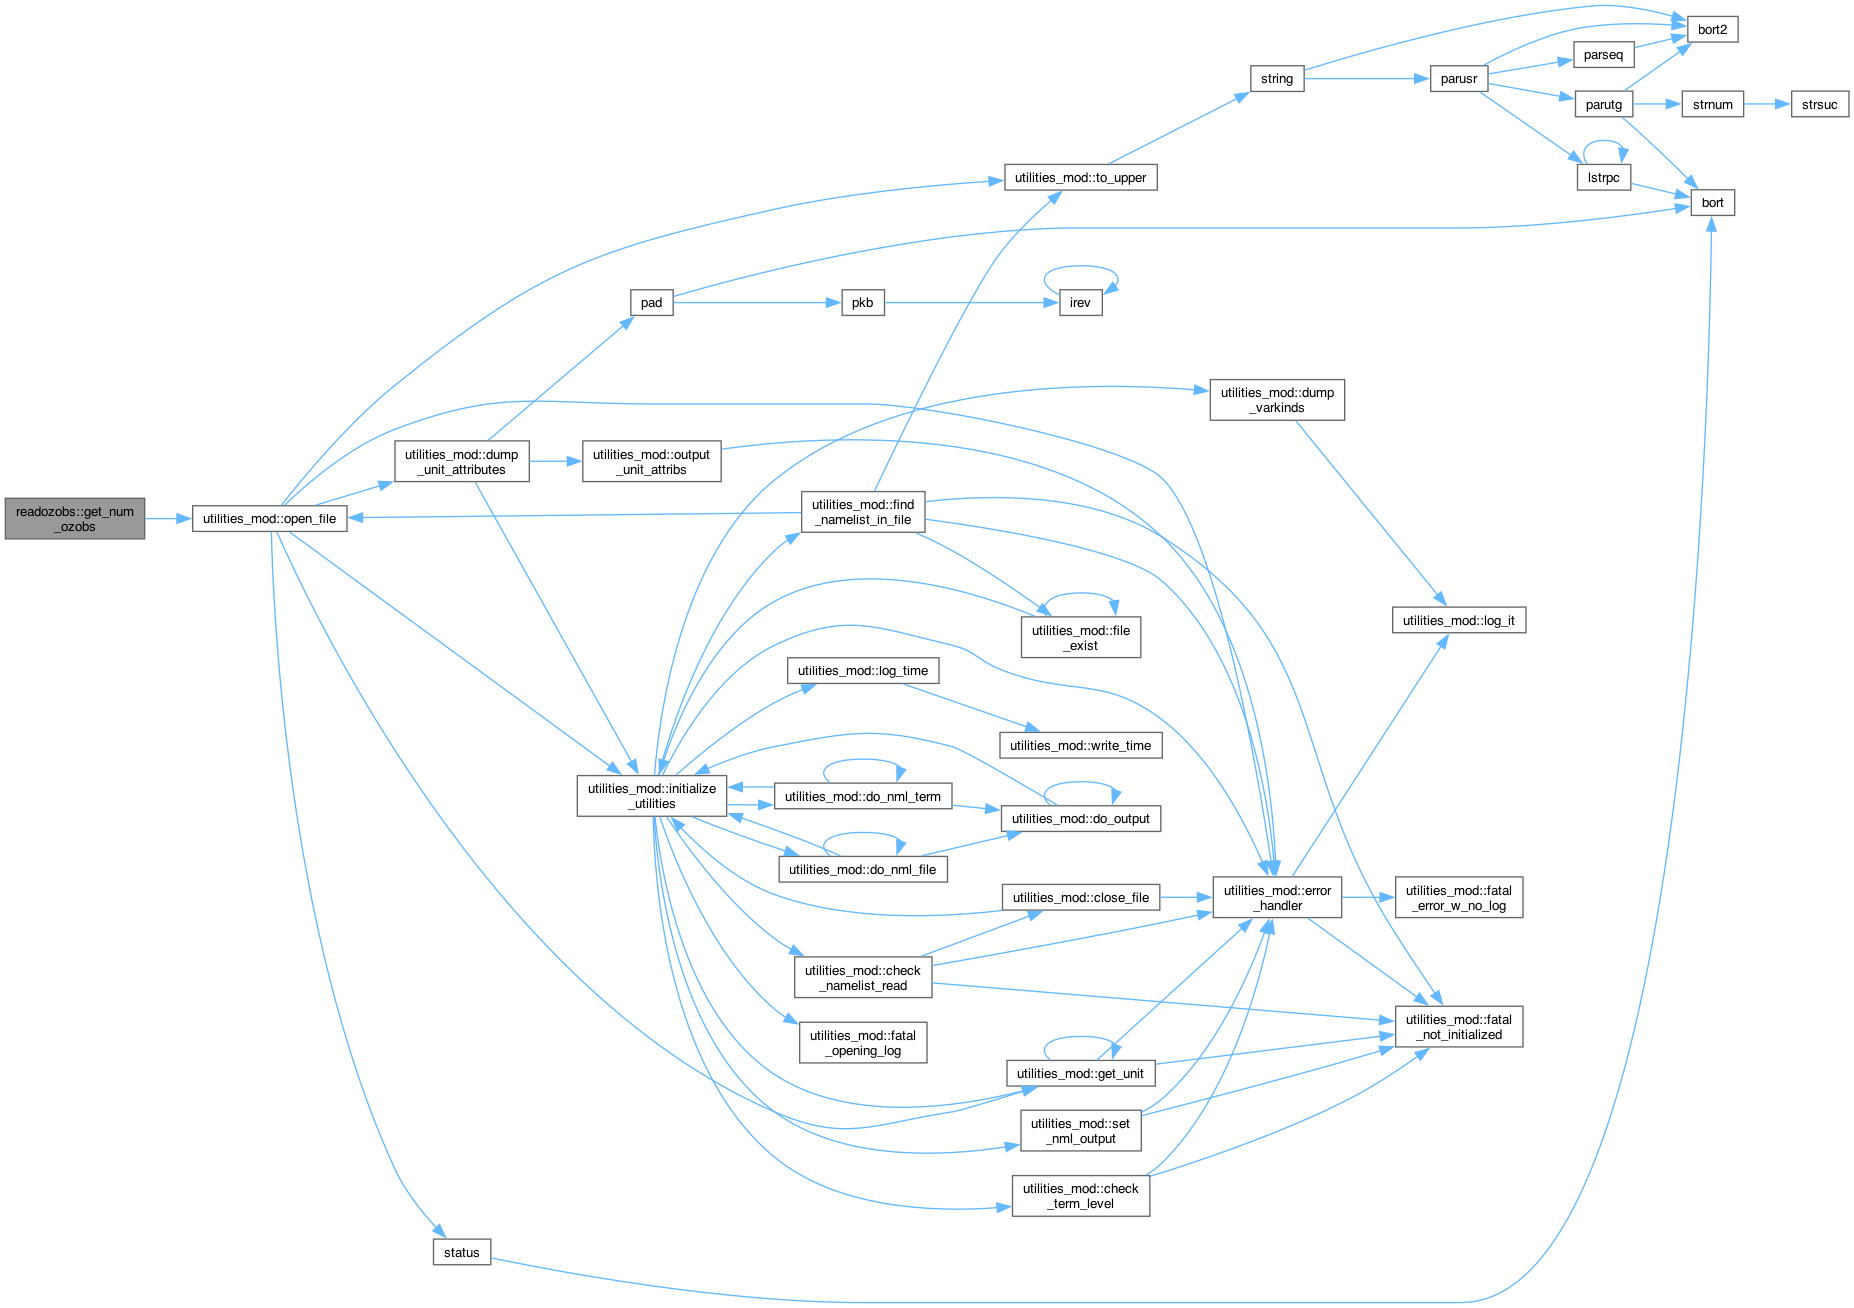 bort2
parseq
string
parusr
parutg
strnum
strsuc
utilities_mod::to_upper
lstrpc
bort
pad
pkb
irev
utilities_mod::dump
_varkinds
utilities_mod::dump
_unit_attributes
utilities_mod::output
_unit_attribs
readozobs::get_num
_ozobs
utilities_mod::open_file
utilities_mod::find
_namelist_in_file
utilities_mod::log_it
utilities_mod::file
_exist
utilities_mod::log_time
utilities_mod::write_time
utilities_mod::initialize
_utilities
utilities_mod::do_nml_term
utilities_mod::do_output
utilities_mod::do_nml_file
utilities_mod::close_file
utilities_mod::error
_handler
utilities_mod::fatal
_error_w_no_log
utilities_mod::check
_namelist_read
utilities_mod::fatal
_opening_log
utilities_mod::fatal
_not_initialized
utilities_mod::get_unit
utilities_mod::set
_nml_output
utilities_mod::check
_term_level
status